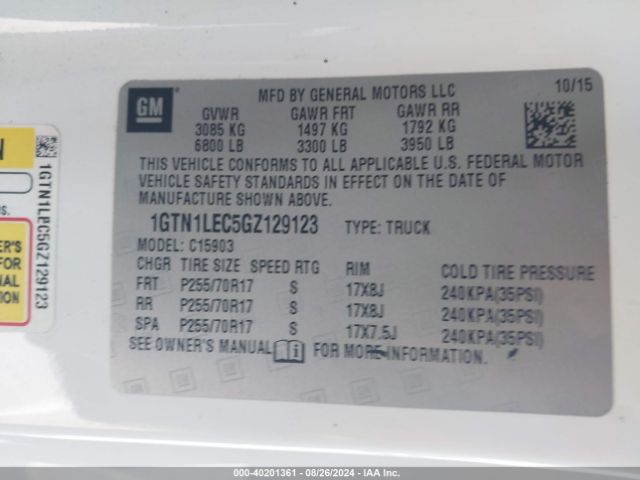 GM
MFD BY GENERAL MOTORS LLC 10/15
GVWR GAWR FRT GAWR RR
3085 KG 1497 KG 1792 KG
6800 LB 3300 LB 3950 LB
THIS VEHICLE CONFORMS TO ALL APPLICABLE U.S. FEDERAL MOTOR
VEHICLE SAFETY STANDARDS IN EFFECT ON THE DATE OF
MANUFACTURE SHOWN ABOVE.
1GTN1LEC5GZ129123 TYPE: TRUCK
MODEL: C15903
CHGR TIRE SIZE SPEED RTG RIM COLD TIRE PRESSURE
FRT P255/70R17 S 17X8J 240KPA(35PSI)
RR P255/70R17 S 17X8J 240KPA(35PSI)
SPA P255/70R17 S 17X7.5J 240KPA(35PSI)
SEE OWNER'S MANUAL i FOR MORE INFORMATION.
1GTN1LEC5GZ129123
N
S.
ER'S
FOR
NAL
N
000-40201361 - 08/26/2024 - IAA Inc.